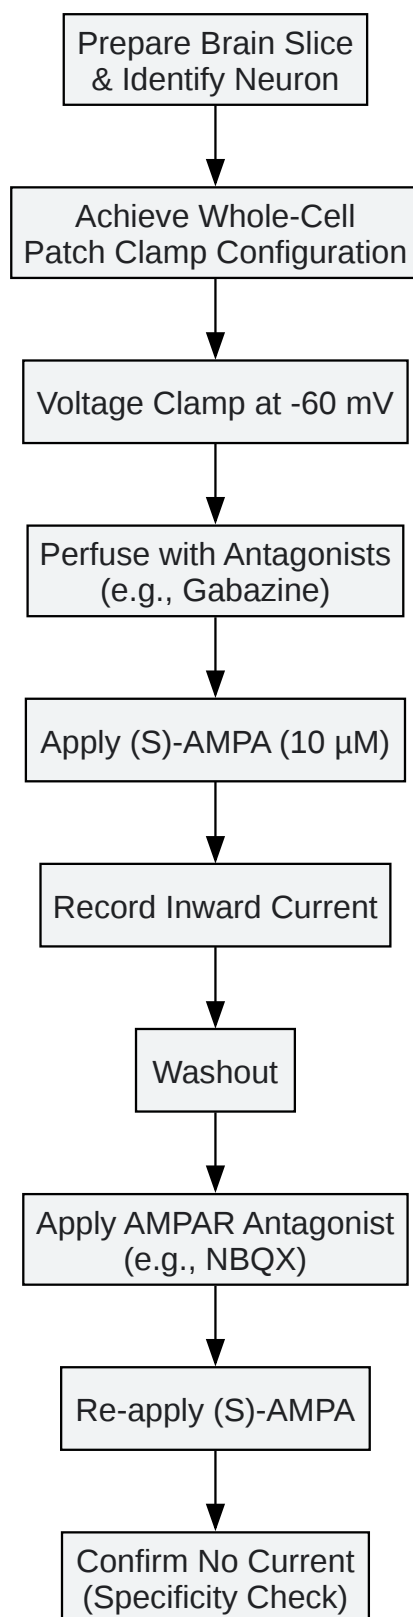 Prepare Brain Slice
& Identify Neuron
Achieve Whole-Cell
Patch Clamp Configuration
Voltage Clamp at -60 mV
Perfuse with Antagonists
(e.g., Gabazine)
Apply (S)-AMPA (10 µM)
Record Inward Current
Washout
Apply AMPAR Antagonist
(e.g., NBQX)
Re-apply (S)-AMPA
Confirm No Current
(Specificity Check)